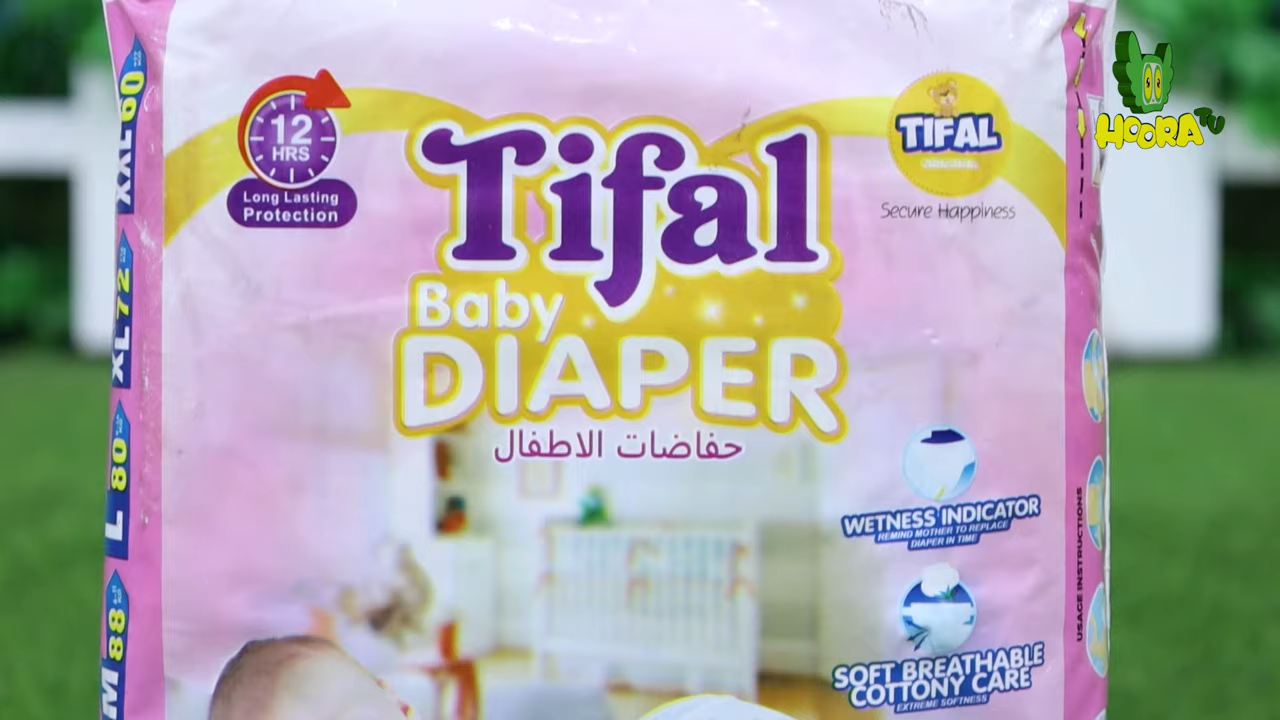 12
HRS
Long Lasting
Protection
Tifal
Baby
DIAPER
حفاضات الاطفال
TIFAL
Secure Happiness
HOORA TV
WETNESS INDICATOR
REMIND MOTHER TO REPLACE
DIAPER IN TIME
SOFT BREATHABLE
COTTONY CARE
EXTREME SOFTNESS
XXL 60
XL 72
L 80
M 88
USAGE INSTRUCTIONS